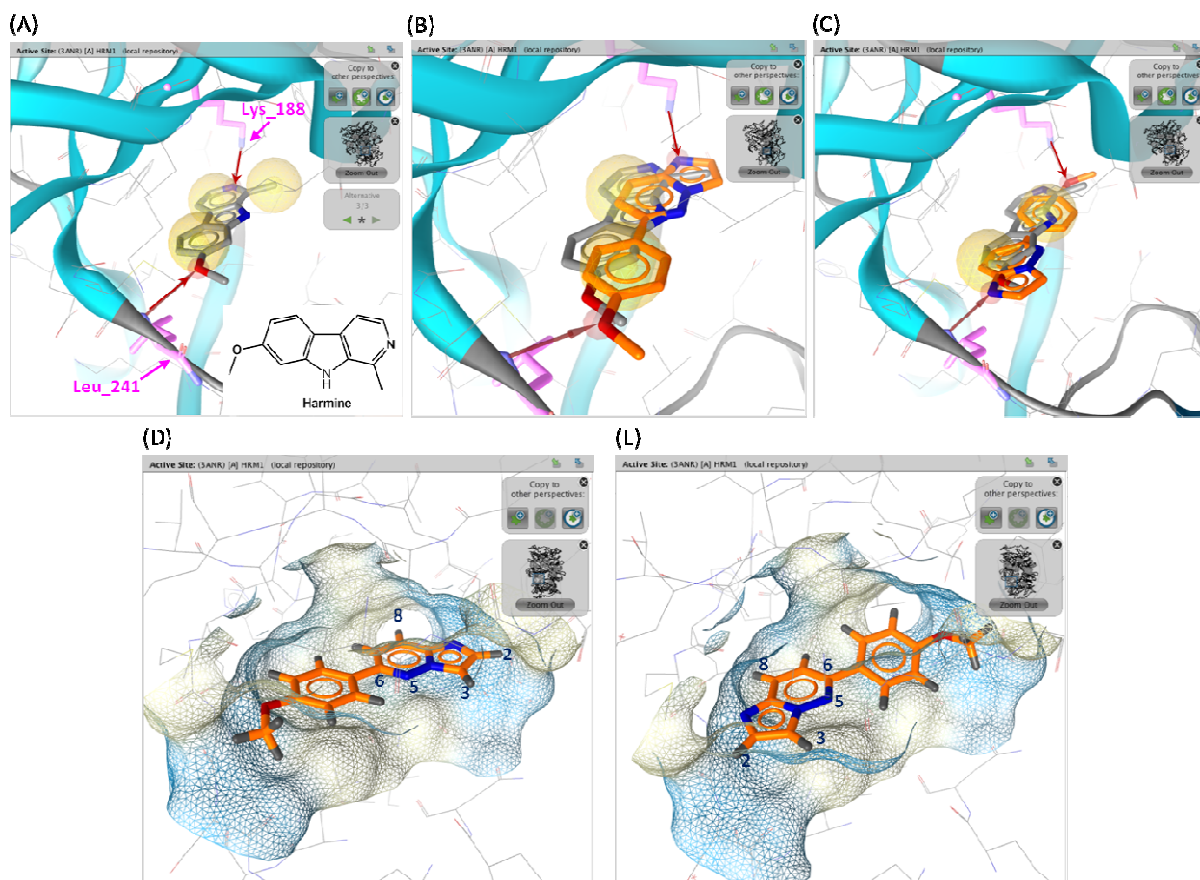 (A)
Active Site: (3ANR) [A] HRM1 (local repository)
Copy to
other perspectives:
Zoom Out
Alternative
3/3
Lys_188
Leu_241
O
N
H
N
Harmine
(B)
Active Site: (3ANR) [A] HRM1 (local repository)
Copy to
other perspectives:
Zoom Out
(C)
Active Site: (3ANR) [A] HRM1 (local repository)
Copy to
other perspectives:
Zoom Out
(D)
Active Site: (3ANR) [A] HRM1 (local repository)
Copy to
other perspectives:
Zoom Out
8
2
6
5
3
(L)
Active Site: (3ANR) [A] HRM1 (local repository)
Copy to
other perspectives:
Zoom Out
8
6
5
3
2